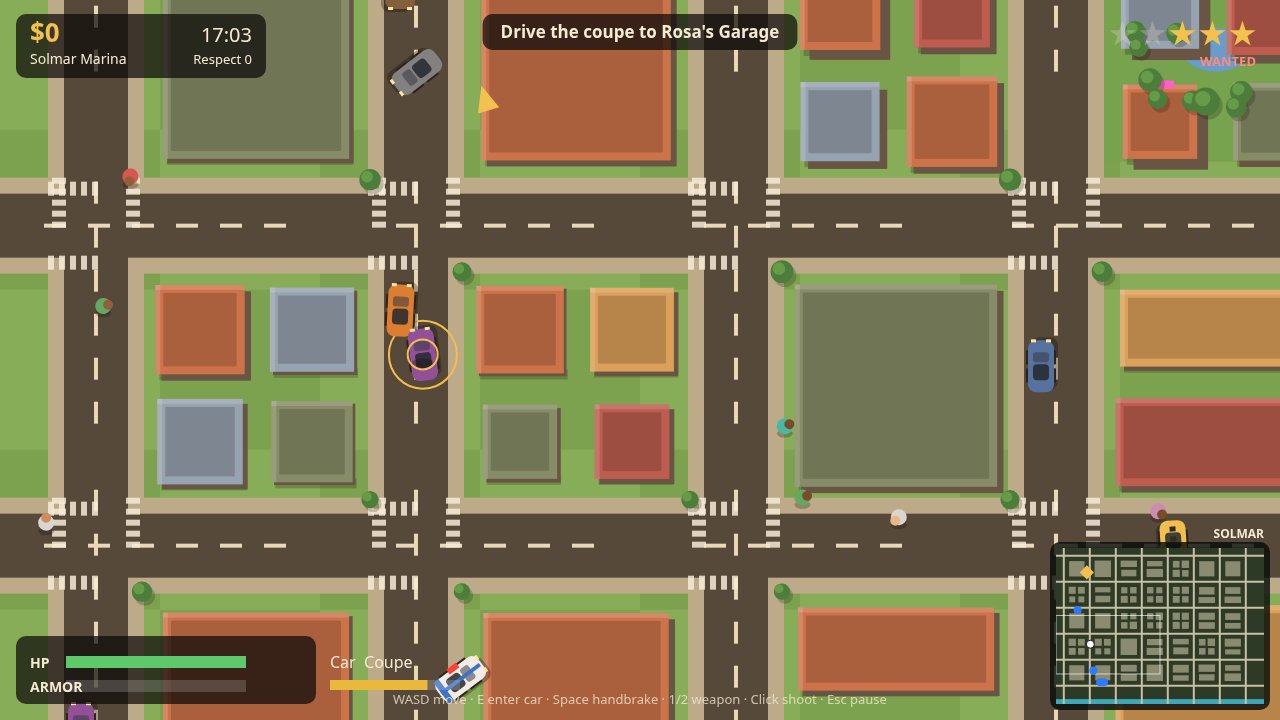 $0
17:03
Solmar Marina
Respect 0
Drive the coupe to Rosa's Garage
WANTED
SOLMAR
HP
ARMOR
Car Coupe
WASD move · E enter car · Space handbrake · 1/2 weapon · Click shoot · Esc pause